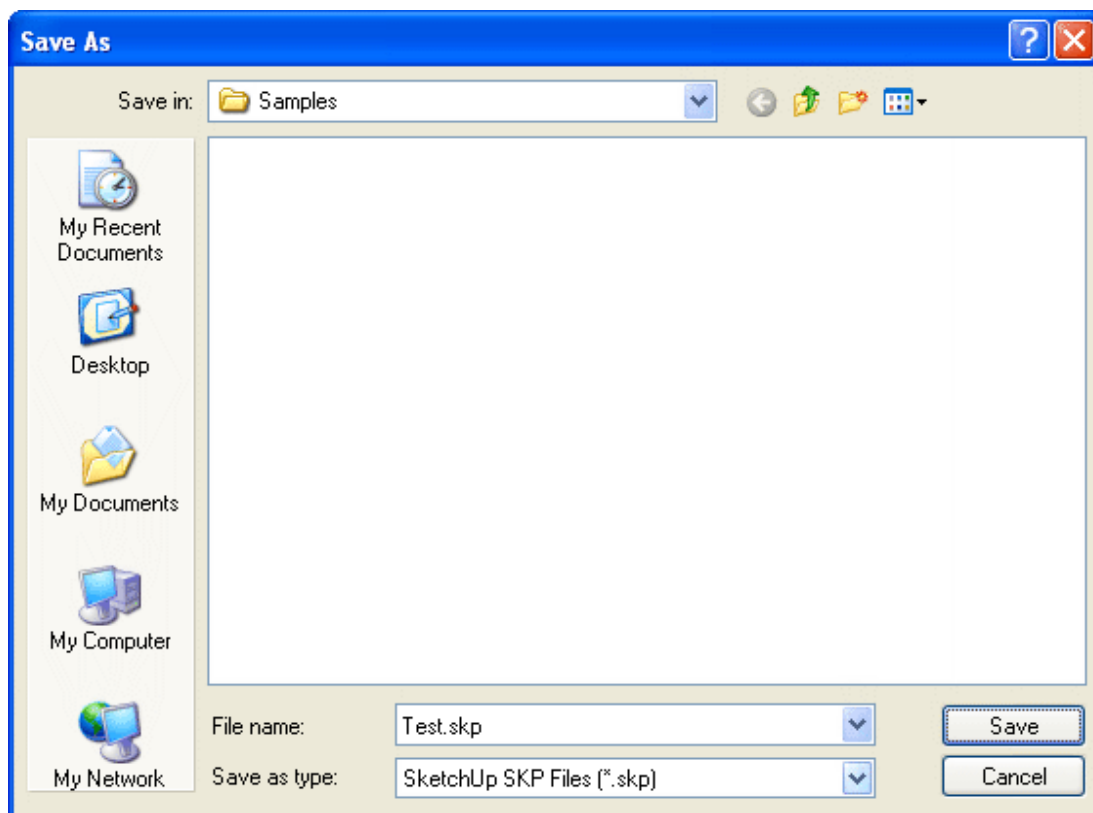 Save As
Save in: Samples
My Recent
Documents
Desktop
My Documents
My Computer
My Network
File name: Test.skp Save
Save as type: SketchUp SKP Files (*.skp) Cancel